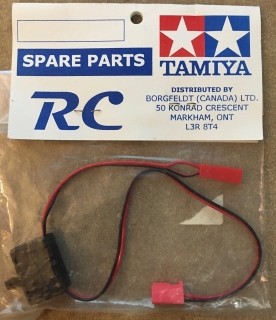 SPARE PARTS
RC
TAMIYA
DISTRIBUTED BY
BORGFELDT (CANADA) LTD.
50 KONRAD CRESCENT
MARKHAM, ONT
L3R 8T4